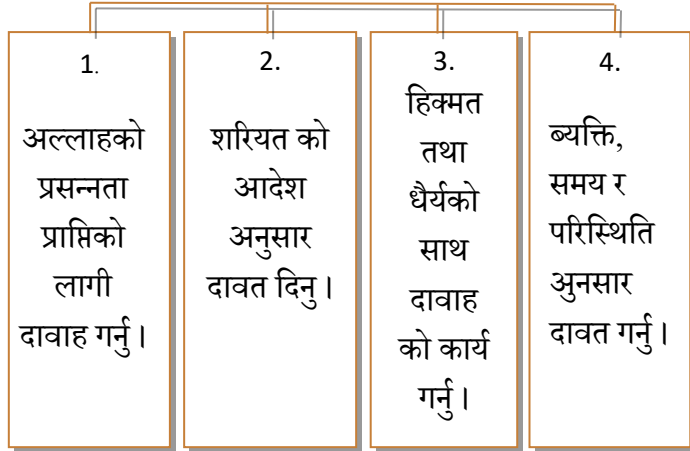 1.
अल्लाहको
प्रसन्नता
प्राप्तिको
लागी
दावाह गर्नु।
2.
शरियत को
आदेश
अनुसार
दावत दिनु।
3.
हिक्मत
तथा
धैर्यको
साथ
दावाह
को कार्य
गर्नु।
4.
ब्यक्ति,
समय र
परिस्थिति
अुनसार
दावत गर्नु।